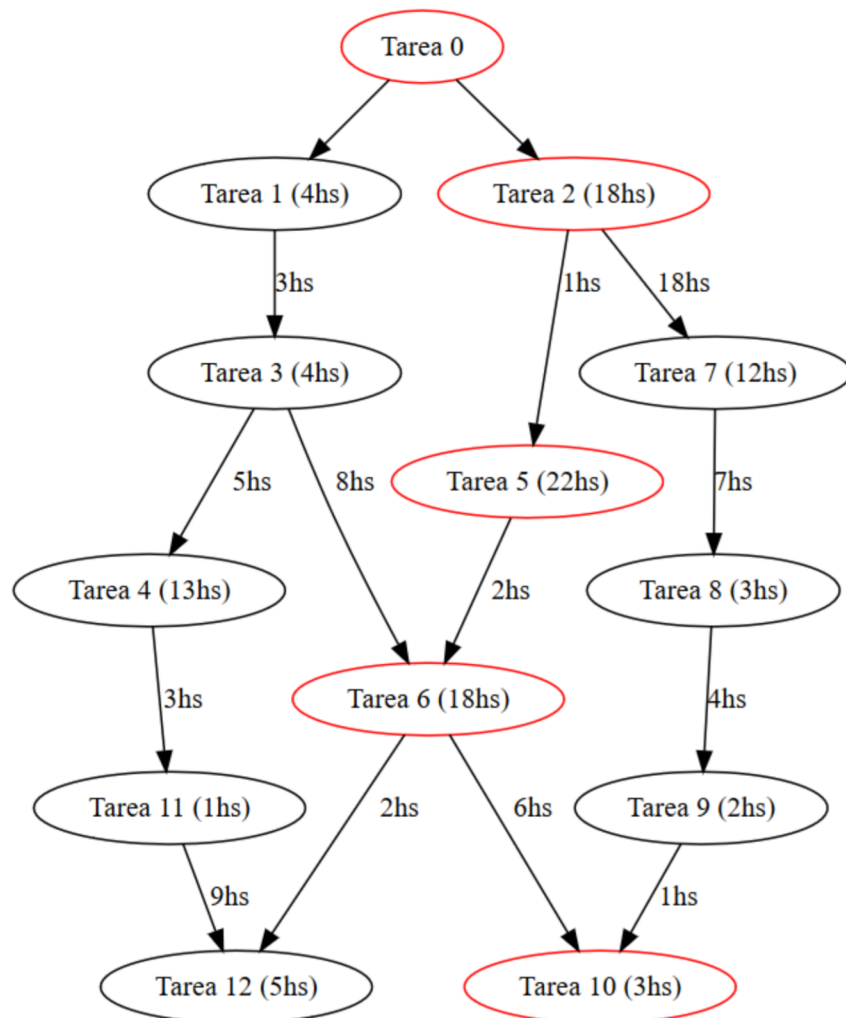 Tarea 0
Tarea 1 (4hs)
Tarea 2 (18hs)
3hs
1hs
18hs
Tarea 3 (4hs)
Tarea 7 (12hs)
5hs
8hs
Tarea 5 (22hs)
7hs
Tarea 4 (13hs)
2hs
Tarea 8 (3hs)
3hs
Tarea 6 (18hs)
4hs
Tarea 11 (1hs)
2hs
6hs
Tarea 9 (2hs)
9hs
1hs
Tarea 12 (5hs)
Tarea 10 (3hs)